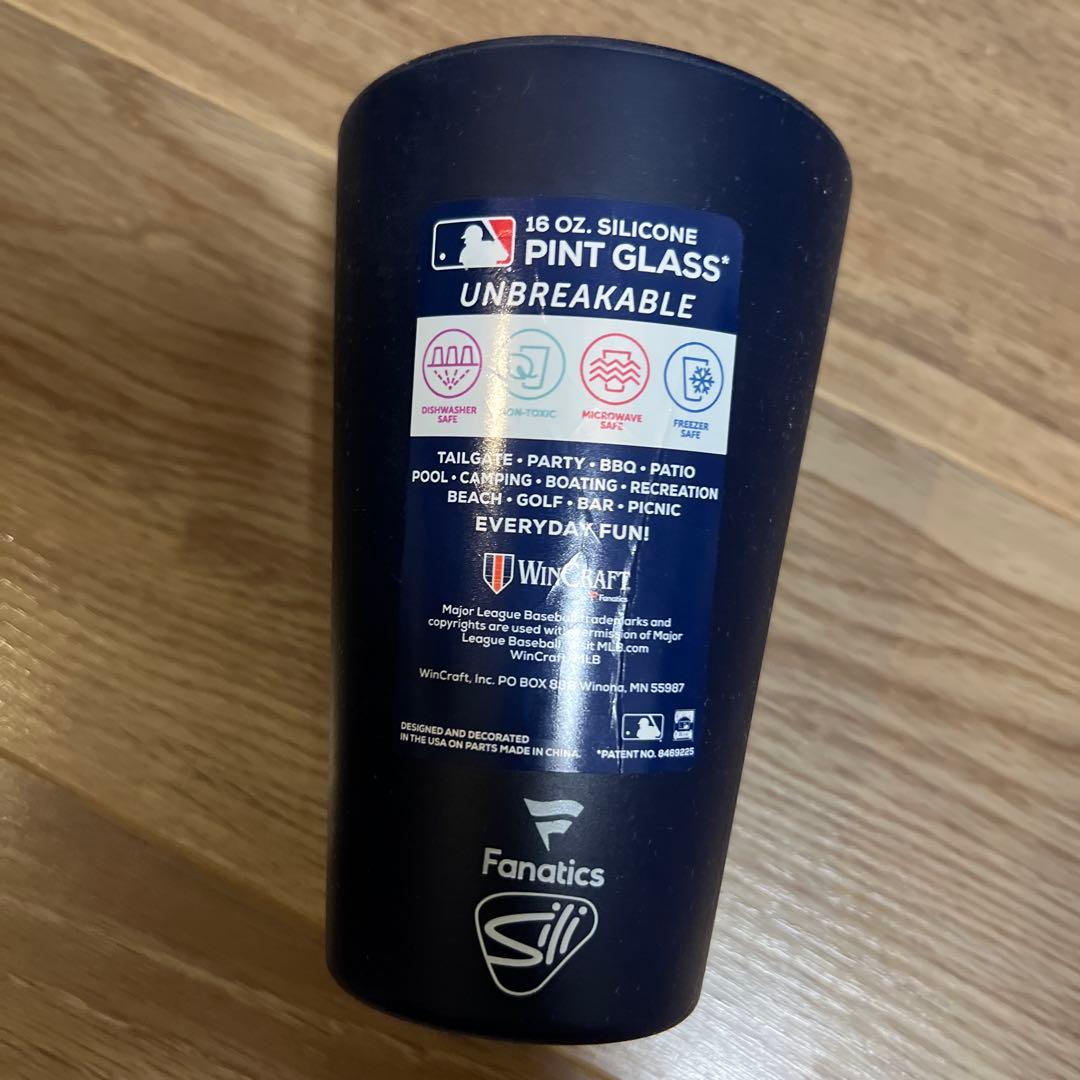 16 OZ. SILICONE
PINT GLASS*
UNBREAKABLE
DISHWASHER SAFE
NON-TOXIC
MICROWAVE SAFE
FREEZER SAFE
TAILGATE • PARTY • BBQ • PATIO
POOL • CAMPING • BOATING • RECREATION
BEACH • GOLF • BAR • PICNIC
EVERYDAY FUN!
WINCRAFT
Fanatics
Major League Baseball trademarks and
copyrights are used with permission of Major
League Baseball. Visit MLB.com
WinCraft/MLB
WinCraft, Inc. PO BOX Winona, MN 55987
DESIGNED AND DECORATED
IN THE USA ON PARTS MADE IN CHINA.
*PATENT NO. 8469225
Fanatics
Sili